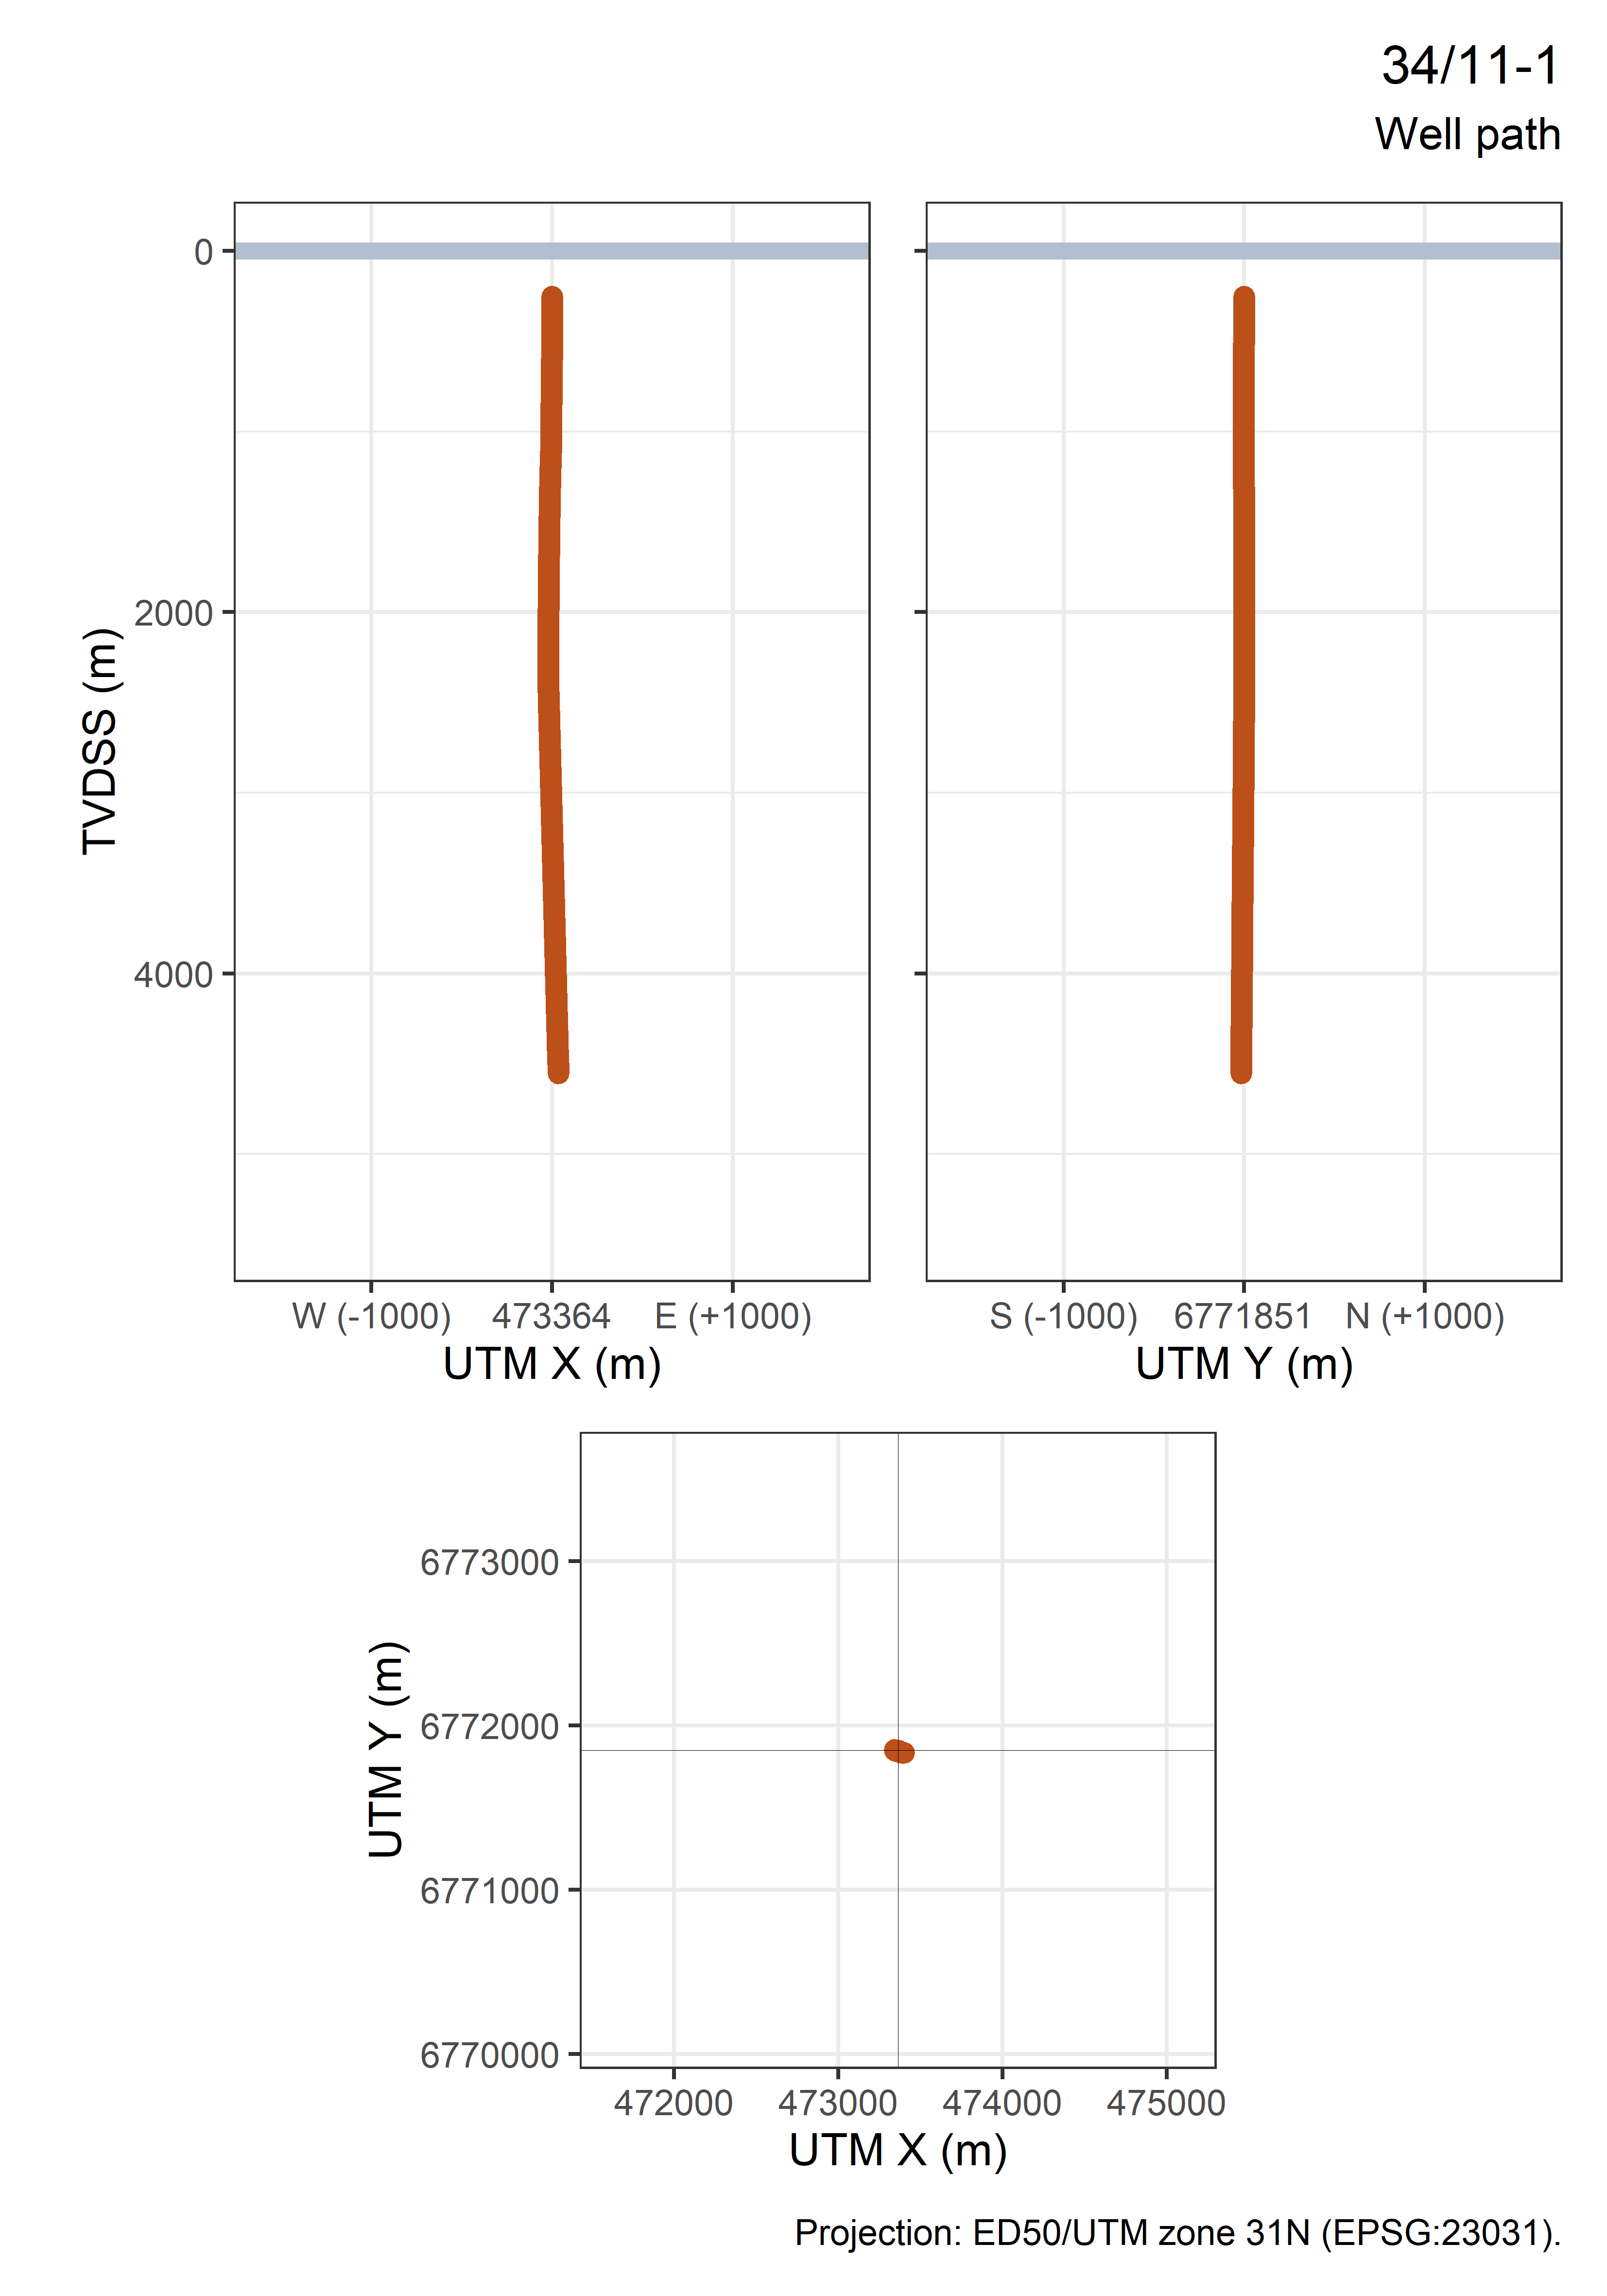 34/11-1
Well path
TVDSS (m)
0
2000
4000
W (-1000) 473364 E (+1000)
UTM X (m)
S (-1000) 6771851 N (+1000)
UTM Y (m)
UTM Y (m)
6773000
6772000
6771000
6770000
472000 473000 474000 475000
UTM X (m)
Projection: ED50/UTM zone 31N (EPSG:23031).